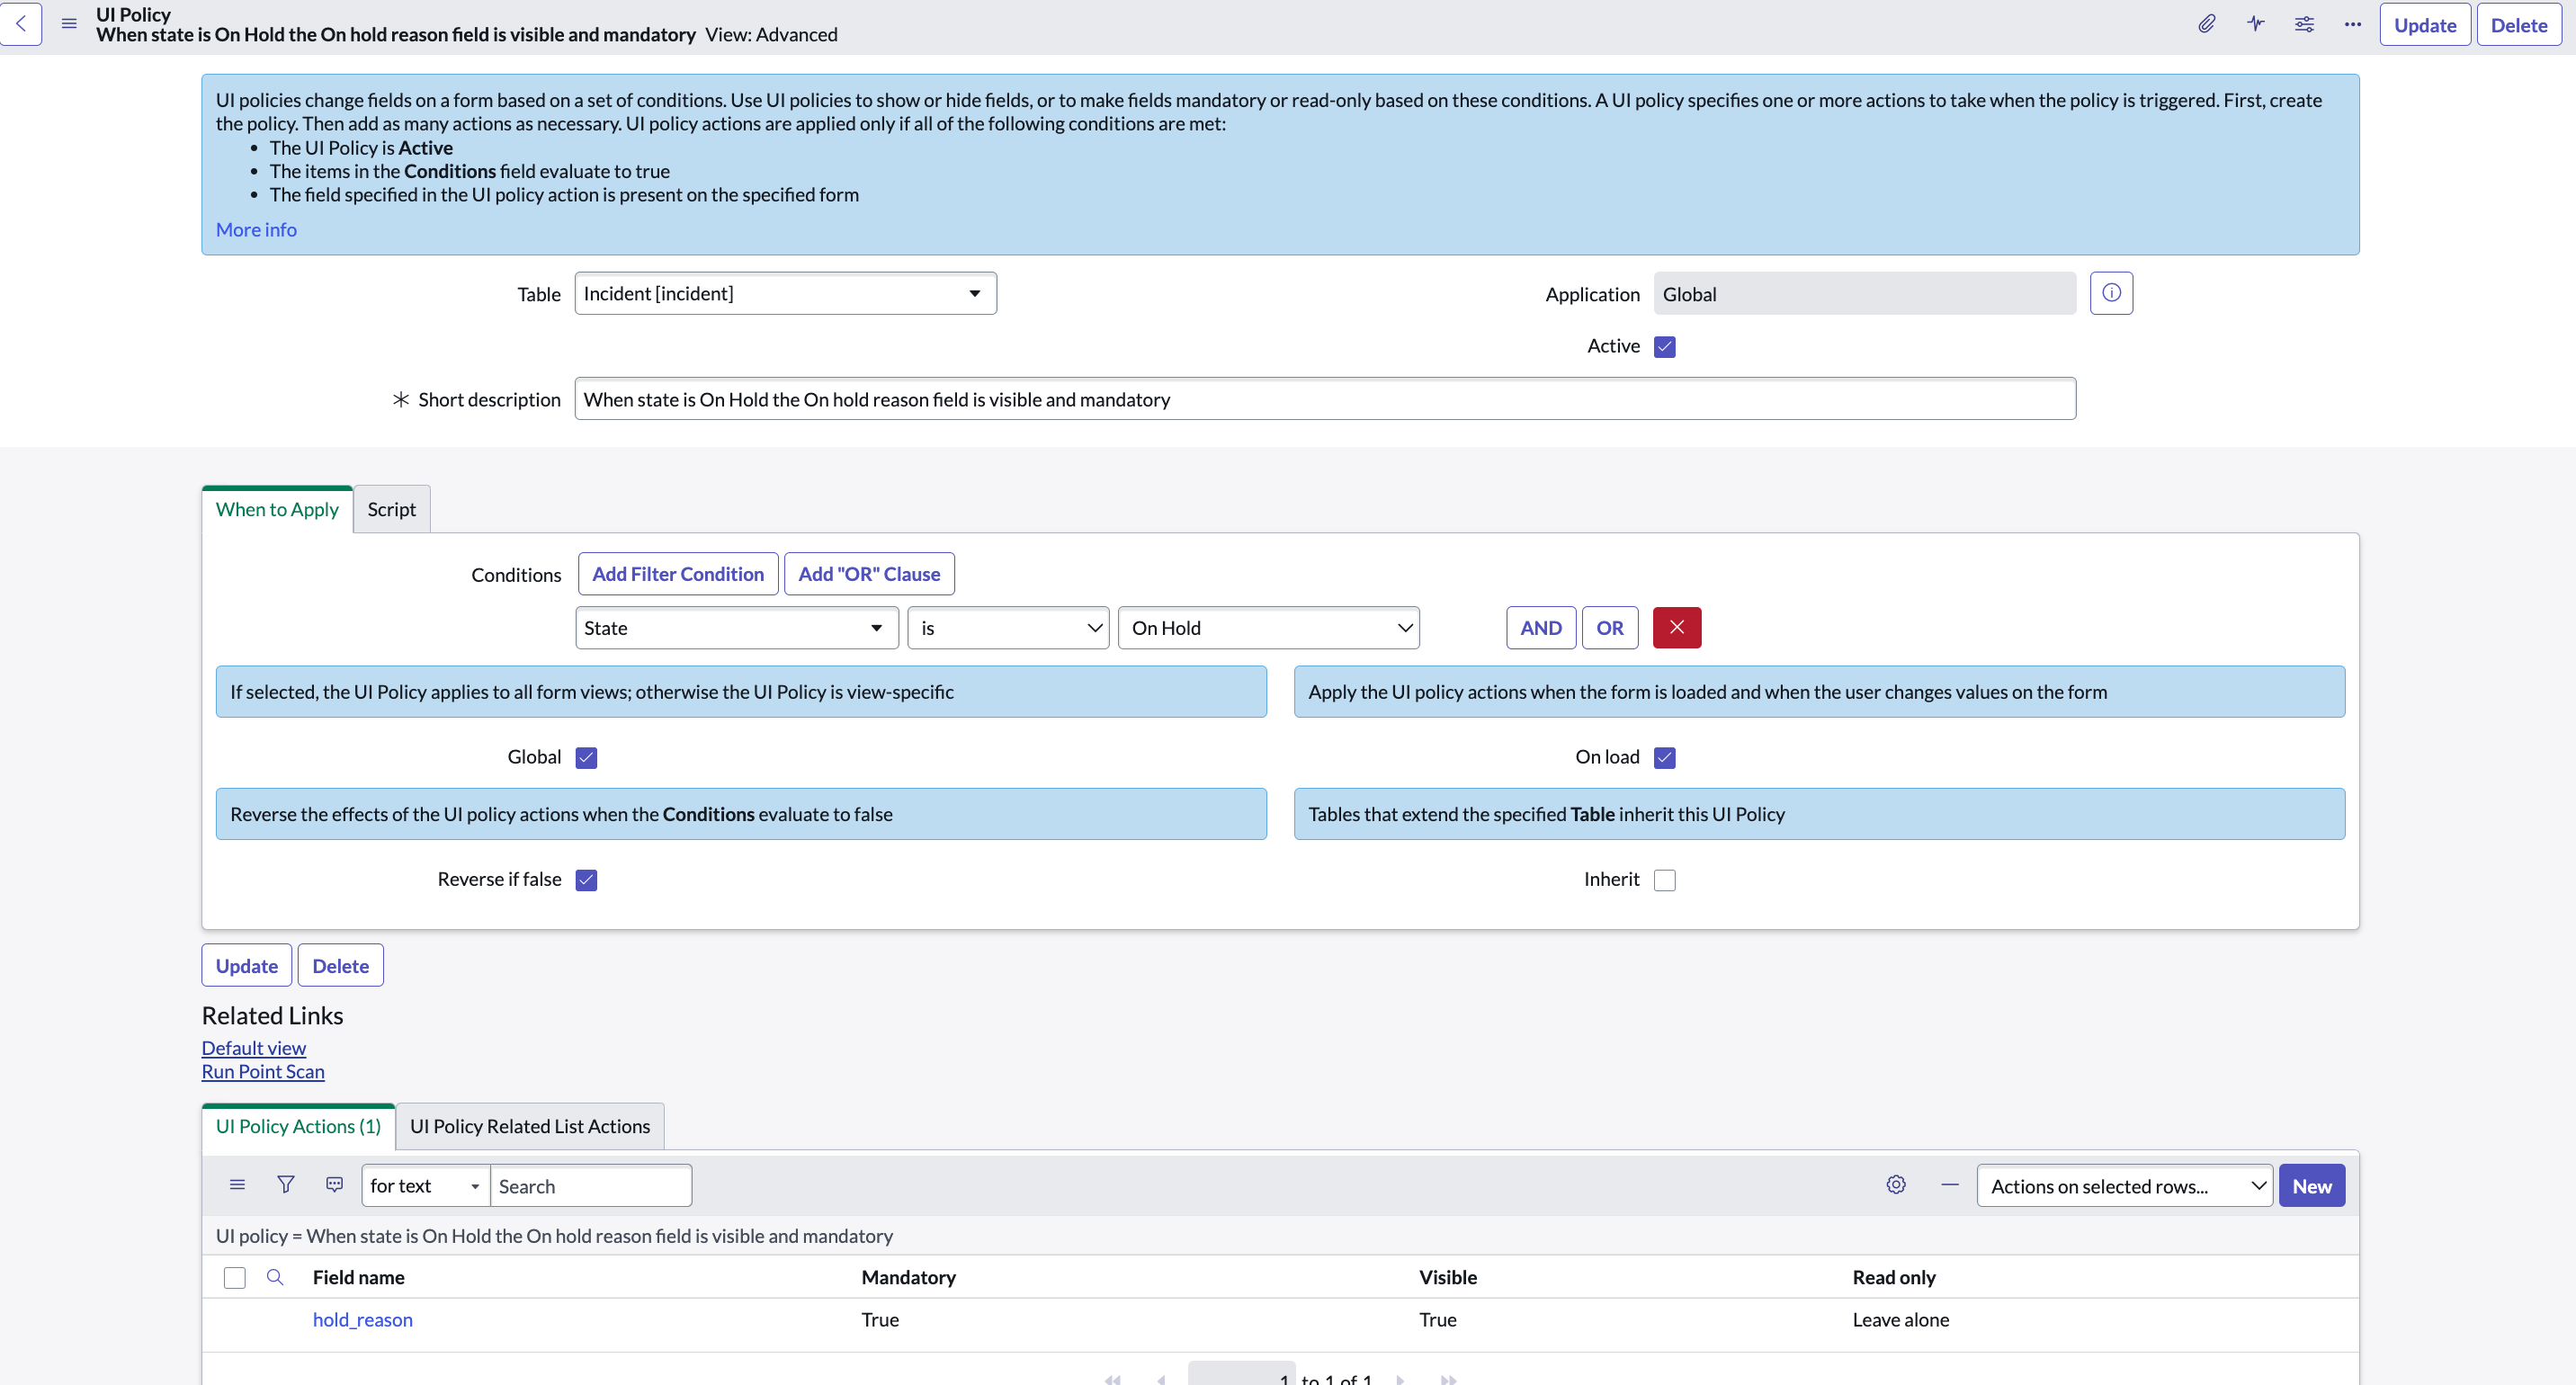 UI Policy
When state is On Hold the On hold reason field is visible and mandatory View: Advanced
Update
Delete
UI policies change fields on a form based on a set of conditions. Use UI policies to show or hide fields, or to make fields mandatory or read-only based on these conditions. A UI policy specifies one or more actions to take when the policy is triggered. First, create
the policy. Then add as many actions as necessary. UI policy actions are applied only if all of the following conditions are met:
• The UI Policy is Active
• The items in the Conditions field evaluate to true
• The field specified in the UI policy action is present on the specified form
More info
Table Incident [incident]
Application Global
Active
Short description When state is On Hold the On hold reason field is visible and mandatory
When to Apply Script
Conditions Add Filter Condition Add "OR" Clause
State is On Hold AND OR
If selected, the UI Policy applies to all form views; otherwise the UI Policy is view-specific
Apply the UI policy actions when the form is loaded and when the user changes values on the form
Global
On load
Reverse the effects of the UI policy actions when the Conditions evaluate to false
Tables that extend the specified Table inherit this UI Policy
Reverse if false
Inherit
Update Delete
Related Links
Default view
Run Point Scan
UI Policy Actions (1) UI Policy Related List Actions
for text Search Actions on selected rows... New
UI policy = When state is On Hold the On hold reason field is visible and mandatory
Field name Mandatory Visible Read only
hold_reason True True Leave alone
1 to 1 of 1